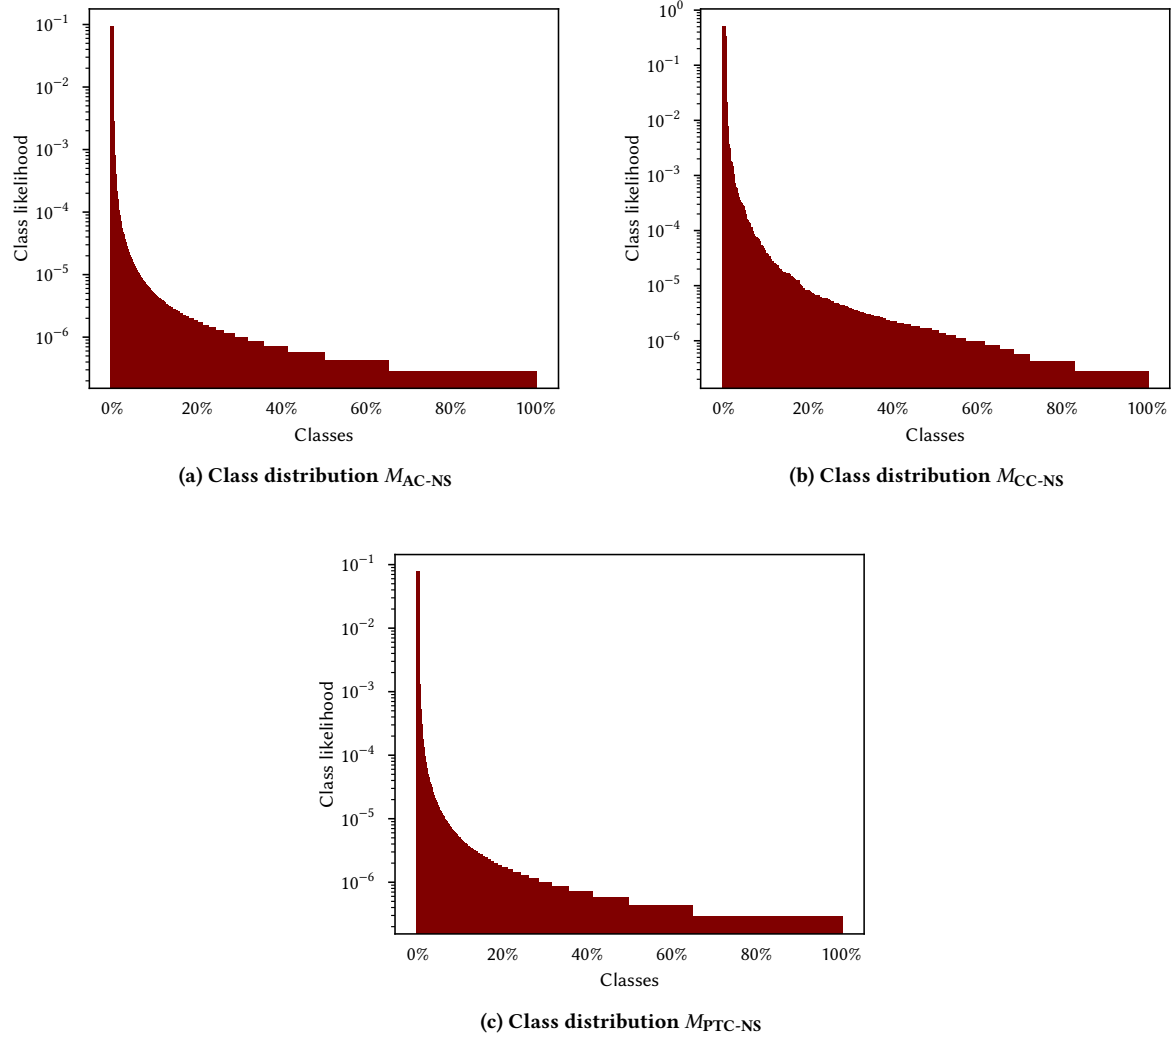 10⁻¹
10⁻²
10⁻³
10⁻⁴
10⁻⁵
10⁻⁶
Class likelihood
0% 20% 40% 60% 80% 100%
Classes
(a) Class distribution M_AC-NS
10⁰
10⁻¹
10⁻²
10⁻³
10⁻⁴
10⁻⁵
10⁻⁶
Class likelihood
0% 20% 40% 60% 80% 100%
Classes
(b) Class distribution M_CC-NS
10⁻¹
10⁻²
10⁻³
10⁻⁴
10⁻⁵
10⁻⁶
Class likelihood
0% 20% 40% 60% 80% 100%
Classes
(c) Class distribution M_PTC-NS